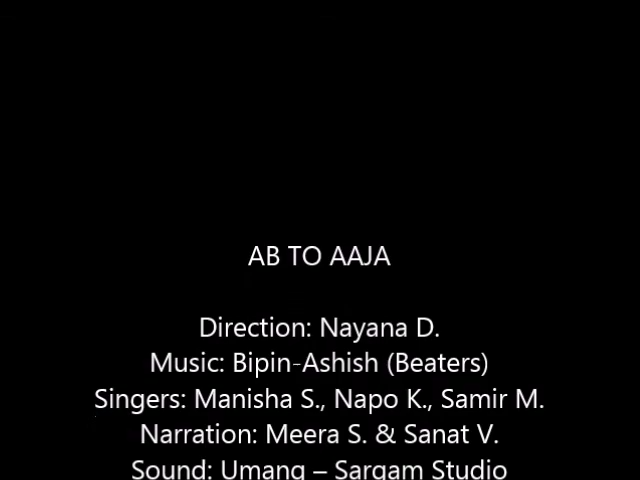 AB TO AAJA
Direction: Nayana D.
Music: Bipin-Ashish (Beaters)
Singers: Manisha S., Napo K., Samir M.
Narration: Meera S. & Sanat V.
Sound: Umang – Sargam Studio